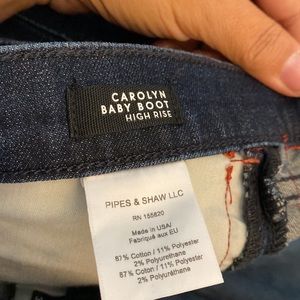 CAROLYN
BABY BOOT
HIGH RISE
PIPES & SHAW LLC
RN 155820
Made in USA/
Fabriqué aux EU
87% Cotton / 11% Polyester
2% Polyurethane
87% Coton / 11% Polyester
2% Polyuréthane